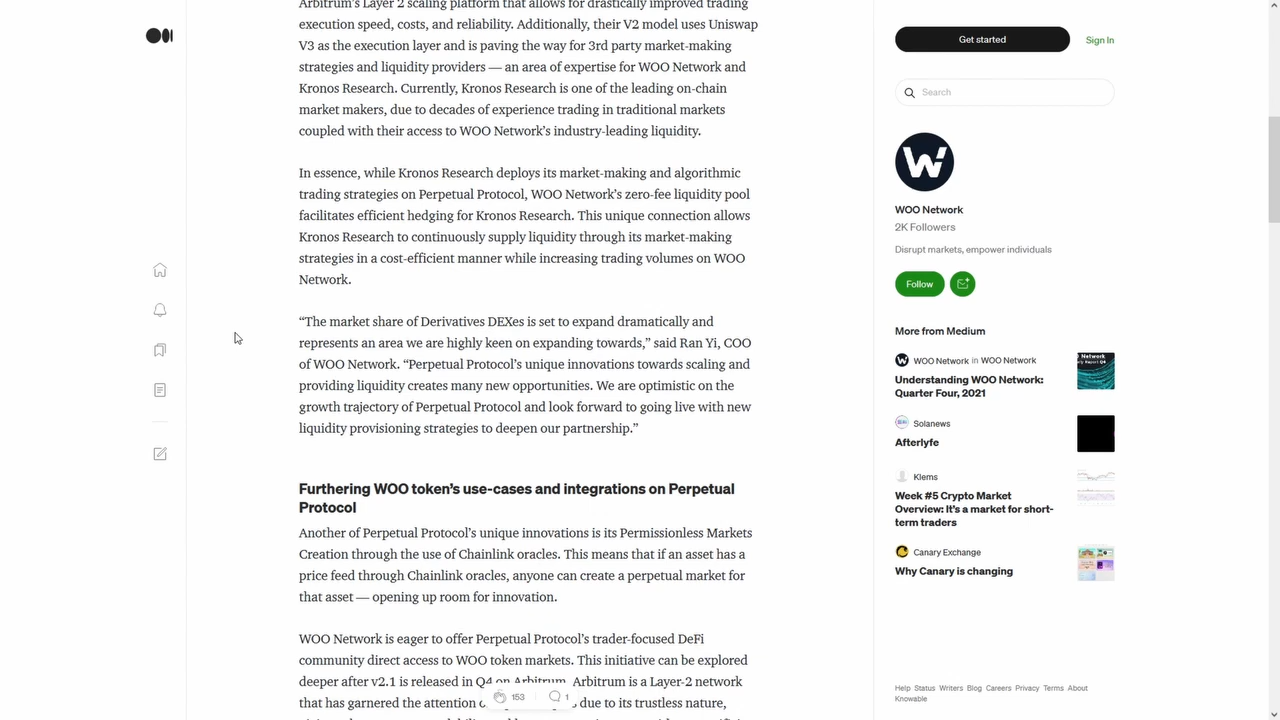 Arbitrum's Layer 2 scaling platform that allows for drastically improved trading
execution speed, costs, and reliability. Additionally, their V2 model uses Uniswap
V3 as the execution layer and is paving the way for 3rd party market-making
strategies and liquidity providers — an area of expertise for WOO Network and
Kronos Research. Currently, Kronos Research is one of the leading on-chain
market makers, due to decades of experience trading in traditional markets
coupled with their access to WOO Network's industry-leading liquidity.
In essence, while Kronos Research deploys its market-making and algorithmic
trading strategies on Perpetual Protocol, WOO Network's zero-fee liquidity pool
facilitates efficient hedging for Kronos Research. This unique connection allows
Kronos Research to continuously supply liquidity through its market-making
strategies in a cost-efficient manner while increasing trading volumes on WOO
Network.
“The market share of Derivatives DEXes is set to expand dramatically and
represents an area we are highly keen on expanding towards,” said Ran Yi, COO
of WOO Network. “Perpetual Protocol's unique innovations towards scaling and
providing liquidity creates many new opportunities. We are optimistic on the
growth trajectory of Perpetual Protocol and look forward to going live with new
liquidity provisioning strategies to deepen our partnership.”
Furthering WOO token's use-cases and integrations on Perpetual
Protocol
Another of Perpetual Protocol's unique innovations is its Permissionless Markets
Creation through the use of Chainlink oracles. This means that if an asset has a
price feed through Chainlink oracles, anyone can create a perpetual market for
that asset — opening up room for innovation.
WOO Network is eager to offer Perpetual Protocol's trader-focused DeFi
community direct access to WOO token markets. This initiative can be explored
deeper after v2.1 is released in Q4 on Arbitrum. Arbitrum is a Layer-2 network
that has garnered the attention due to its trustless nature,
153
1
Get started
Sign In
Search
W
WOO Network
2K Followers
Disrupt markets, empower individuals
Follow
More from Medium
WOO Network in WOO Network
Understanding WOO Network:
Quarter Four, 2021
Solanews
Afterlyfe
Klems
Week #5 Crypto Market
Overview: It's a market for short-
term traders
Canary Exchange
Why Canary is changing
Help Status Writers Blog Careers Privacy Terms About
Knowable